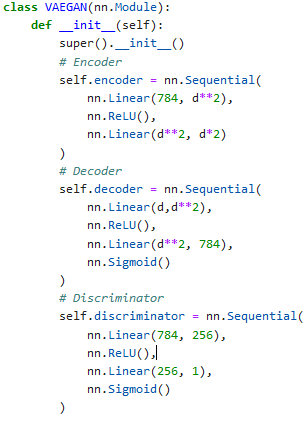 class VAEGAN(nn.Module):
    def __init__(self):
        super().__init__()
        # Encoder
        self.encoder = nn.Sequential(
            nn.Linear(784, d**2),
            nn.ReLU(),
            nn.Linear(d**2, d*2)
        )
        # Decoder
        self.decoder = nn.Sequential(
            nn.Linear(d,d**2),
            nn.ReLU(),
            nn.Linear(d**2, 784),
            nn.Sigmoid()
        )
        # Discriminator
        self.discriminator = nn.Sequential(
            nn.Linear(784, 256),
            nn.ReLU(),
            nn.Linear(256, 1),
            nn.Sigmoid()
        )